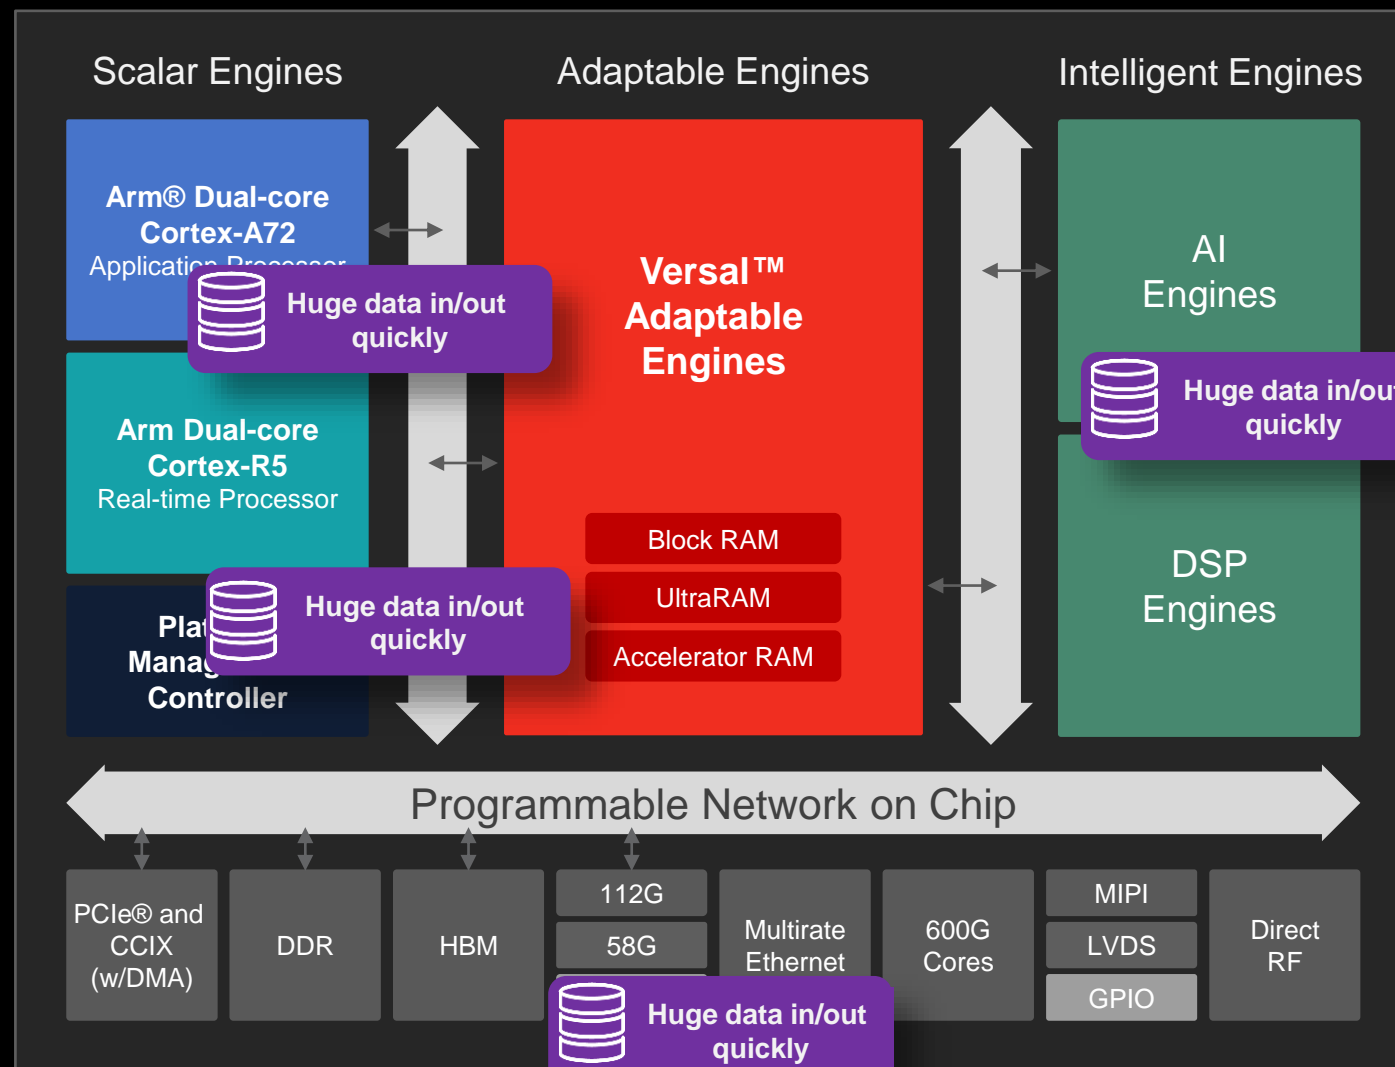 Scalar Engines
Adaptable Engines
Intelligent Engines
Arm® Dual-core
Cortex-A72
Application Processor
Huge data in/out
quickly
Arm Dual-core
Cortex-R5
Real-time Processor
Huge data in/out
quickly
Controller
Versal™
Adaptable
Engines
Block RAM
UltraRAM
Accelerator RAM
AI
Engines
Huge data in/out
quickly
DSP
Engines
Programmable Network on Chip
PCIe® and
CCIX
(w/DMA)
DDR
HBM
112G
58G
Multirate
Ethernet
600G
Cores
MIPI
LVDS
GPIO
Direct
RF
Huge data in/out
quickly